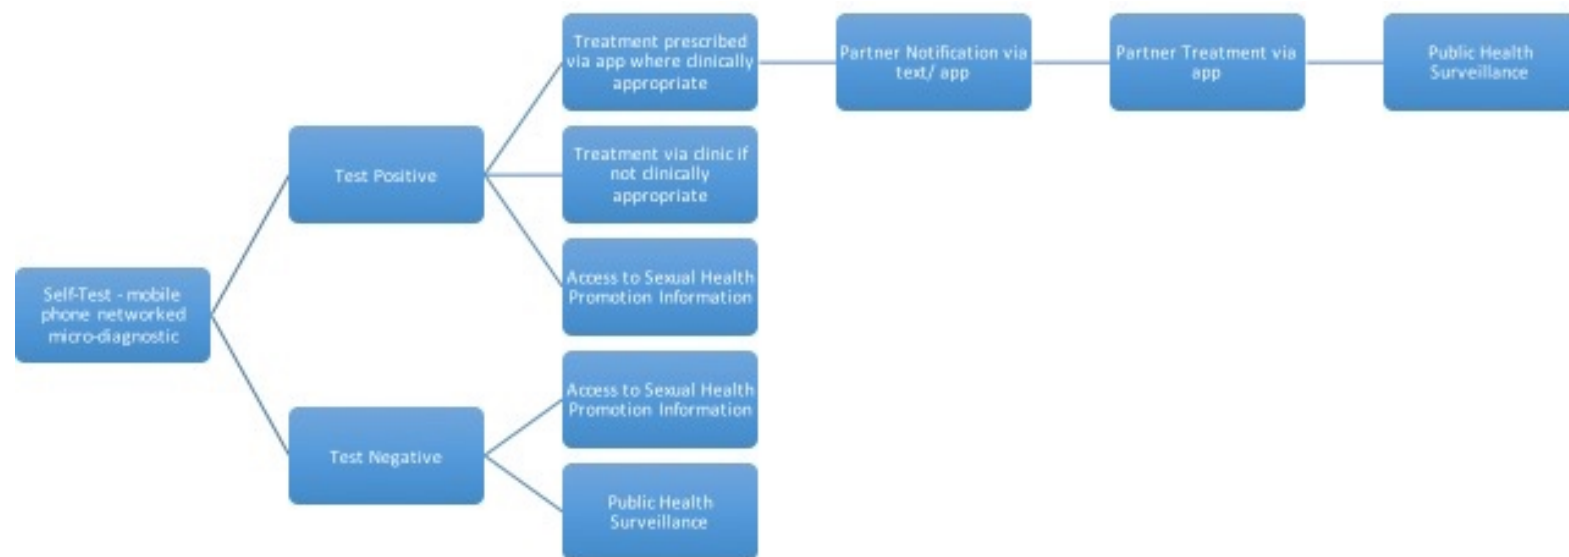 Treatment prescribed
via app where clinically
appropriate
Partner Notification via
text/ app
Partner Treatment via
app
Public Health
Surveillance
Test Positive
Treatment via clinic if
not clinically
appropriate
Access to Sexual Health
Promotion Information
Self-Test - mobile
phone networked
micro-diagnostic
Test Negative
Access to Sexual Health
Promotion Information
Public Health
Surveillance